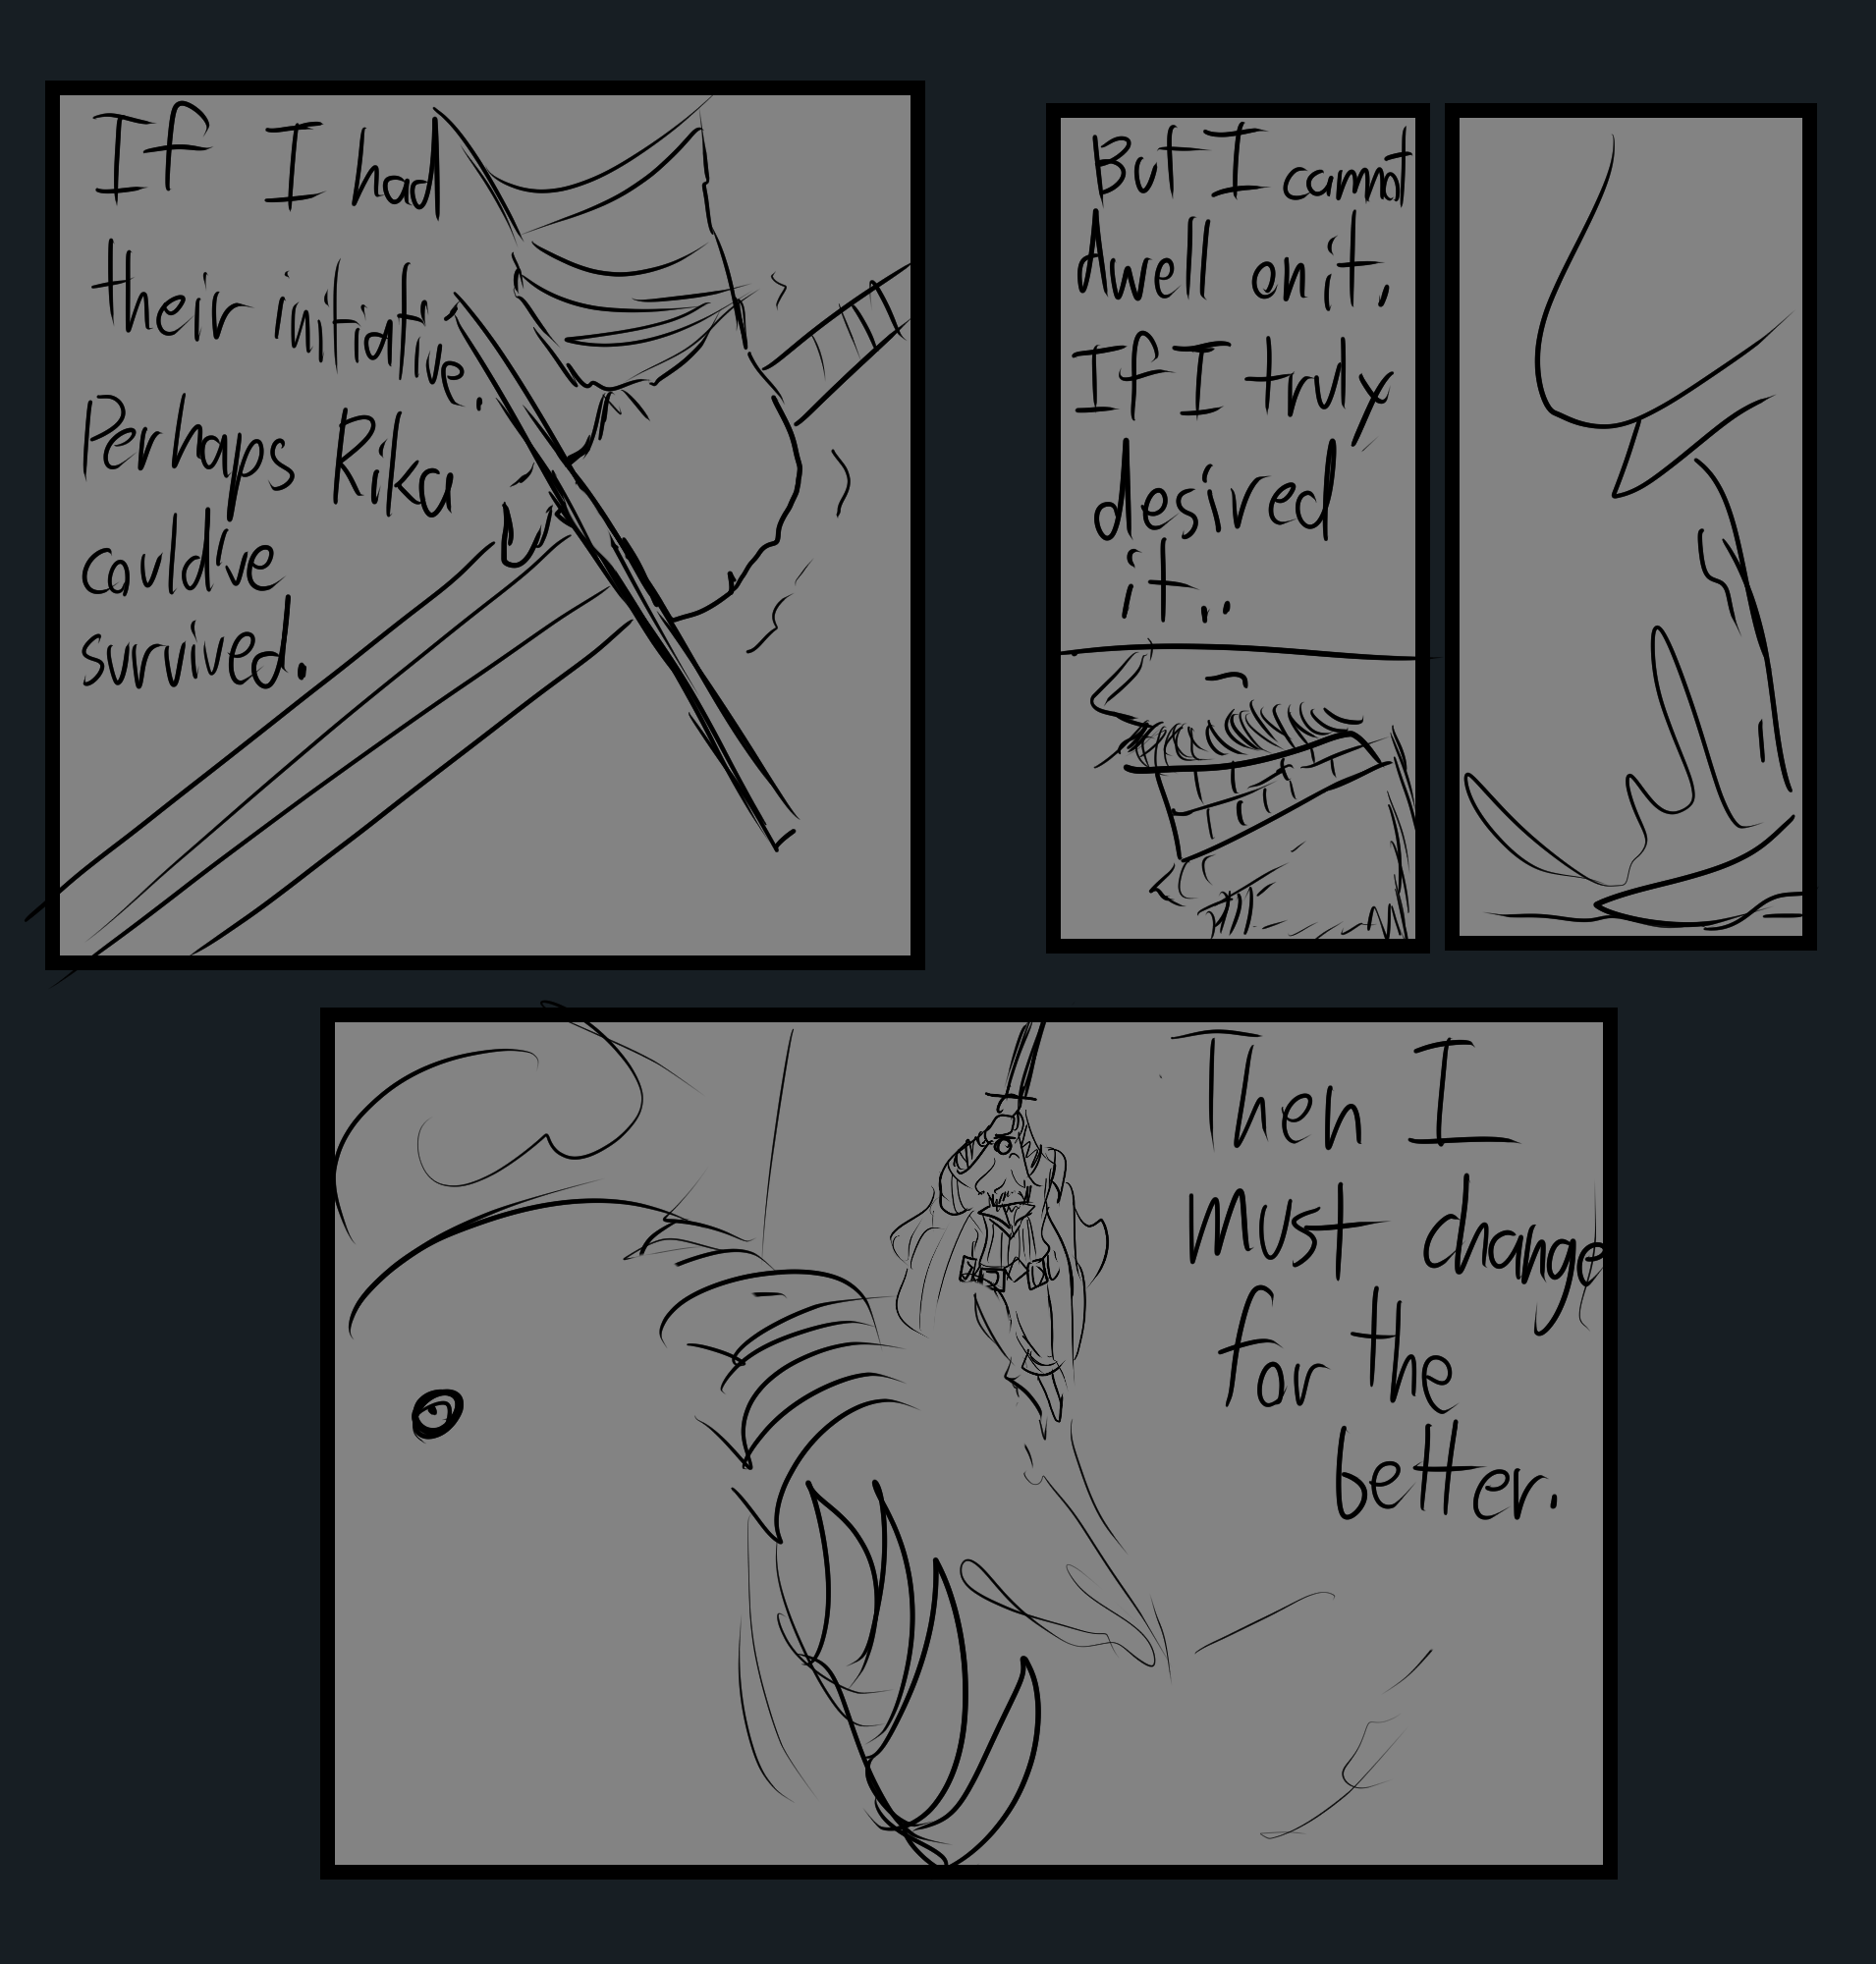 If I had
their initiative.
Perhaps Rika
could've
survived.
But I cannot
dwell on it.
If I truly
desired
it..
Then I
must change
for the
better.